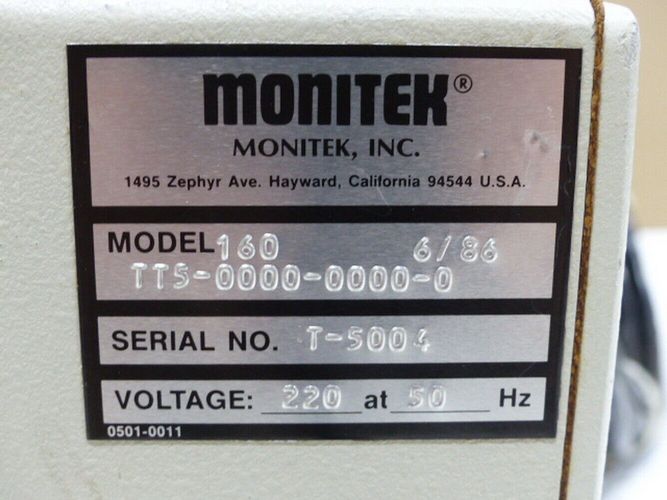 MONITEK®
MONITEK, INC.
1495 Zephyr Ave. Hayward, California 94544 U.S.A.
MODEL 160 6/86
TT5-0000-0000-0
SERIAL NO. T-5004
VOLTAGE: 220 at 50 Hz
0501-0011